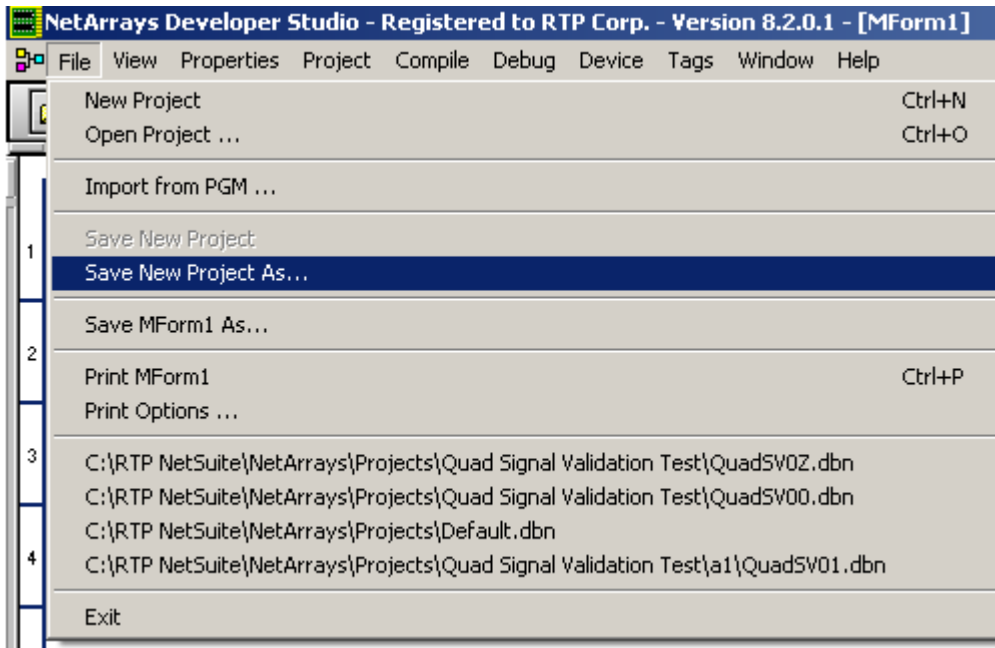 NetArrays Developer Studio - Registered to RTP Corp. - Version 8.2.0.1 - [MForm1]
File View Properties Project Compile Debug Device Tags Window Help
New Project Ctrl+N
Open Project ... Ctrl+O
Import from PGM ...
1
Save New Project
Save New Project As...
Save MForm1 As...
2
Print MForm1 Ctrl+P
Print Options ...
3
C:\RTP NetSuite\NetArrays\Projects\Quad Signal Validation Test\QuadSV0Z.dbn
C:\RTP NetSuite\NetArrays\Projects\Quad Signal Validation Test\QuadSV00.dbn
C:\RTP NetSuite\NetArrays\Projects\Default.dbn
4
C:\RTP NetSuite\NetArrays\Projects\Quad Signal Validation Test\a1\QuadSV01.dbn
Exit